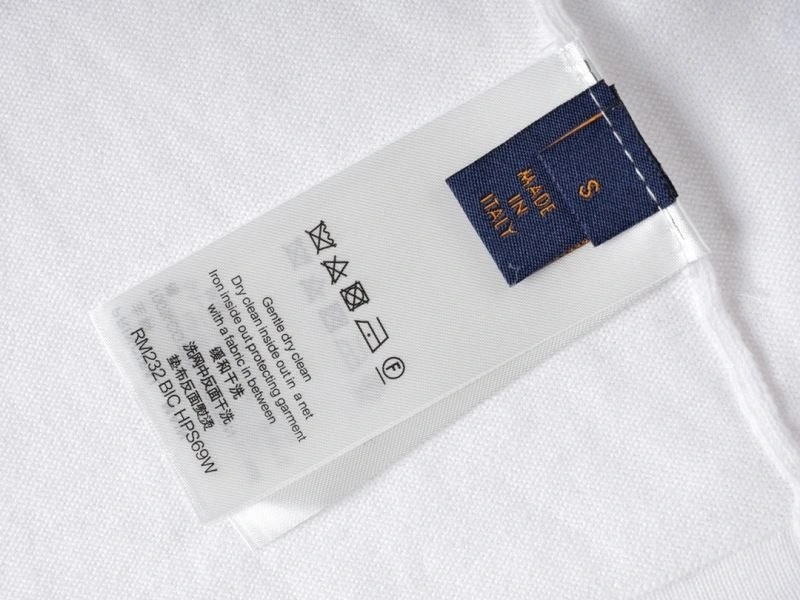 S
MADE
IN
ITALY
F
Gentle dry clean
Dry clean inside out in a net
Iron inside out protecting garment
with a fabric in between
缓和干洗
洗网中反面干洗
垫布反面熨烫
RM232 BIC HPS69W